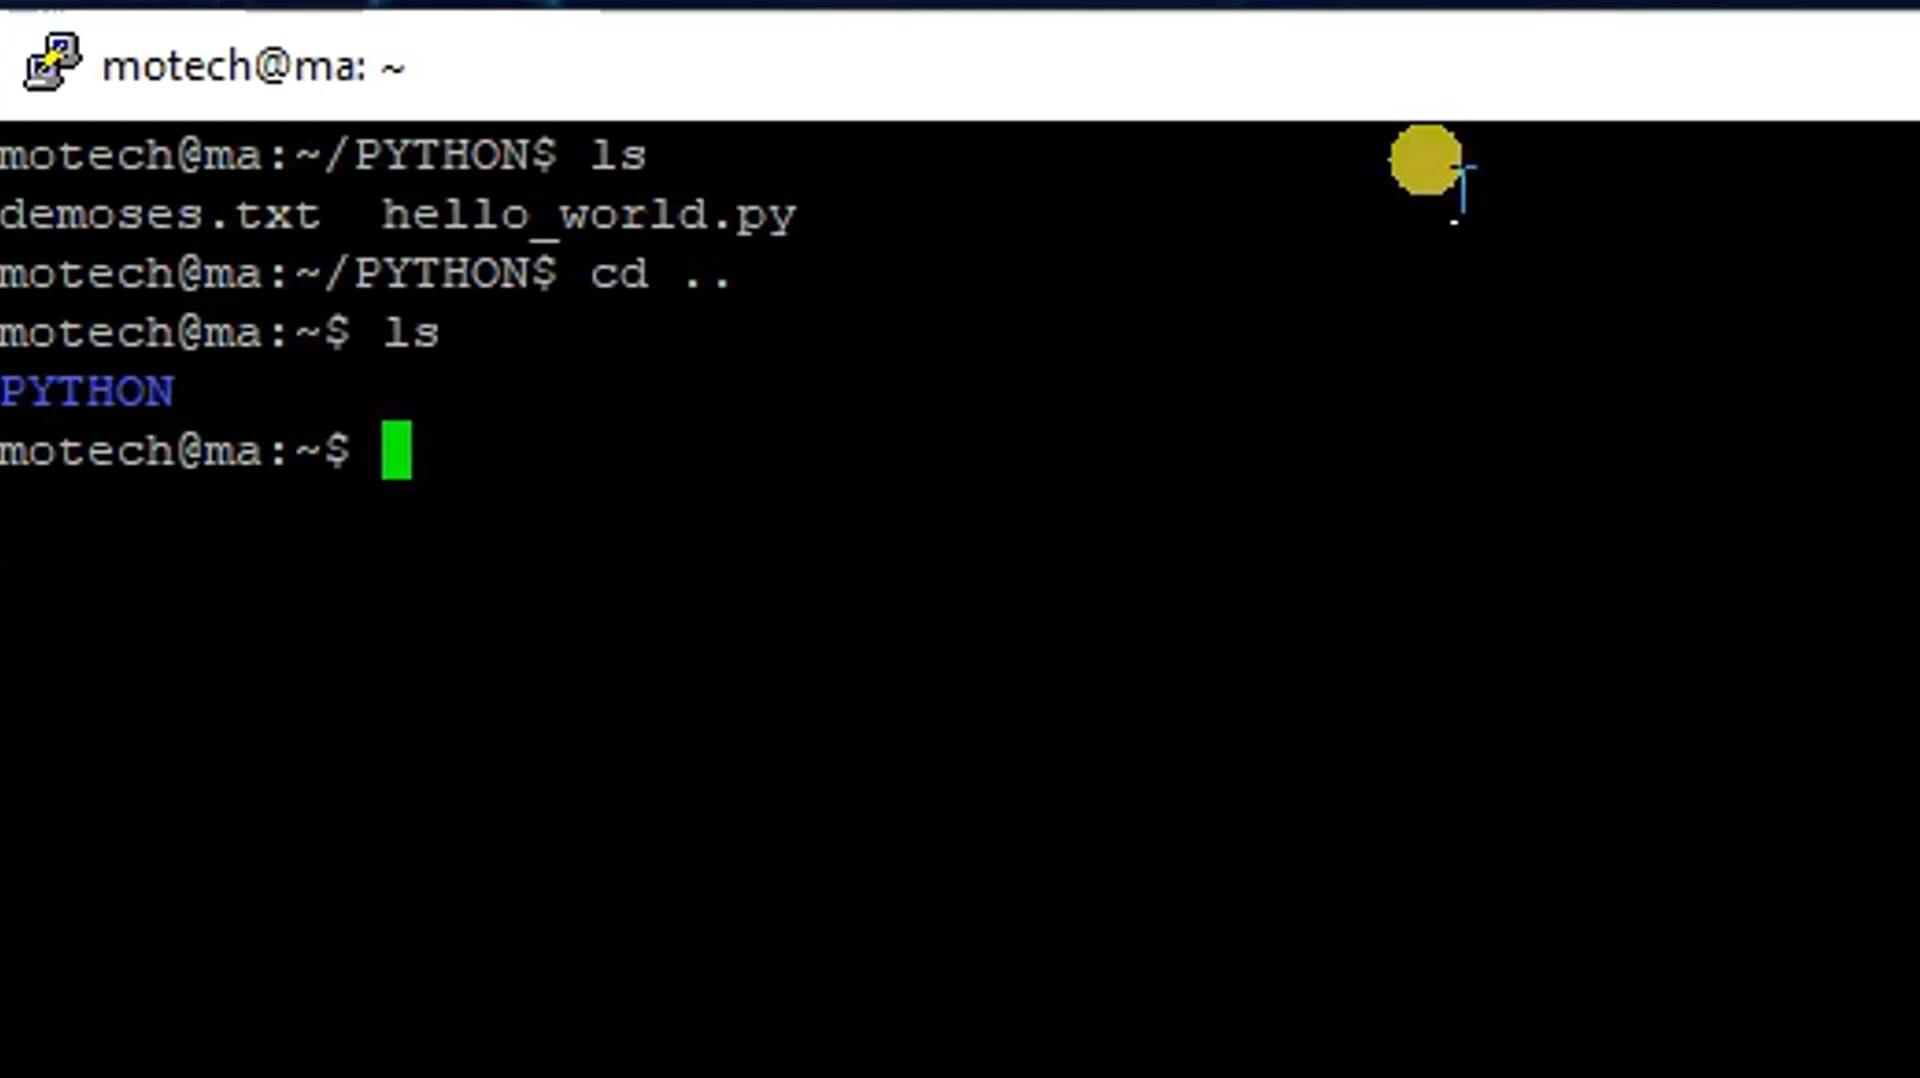 motech@ma: ~
motech@ma:~/PYTHON$ ls
demoses.txt  hello_world.py
motech@ma:~/PYTHON$ cd ..
motech@ma:~$ ls
PYTHON
motech@ma:~$